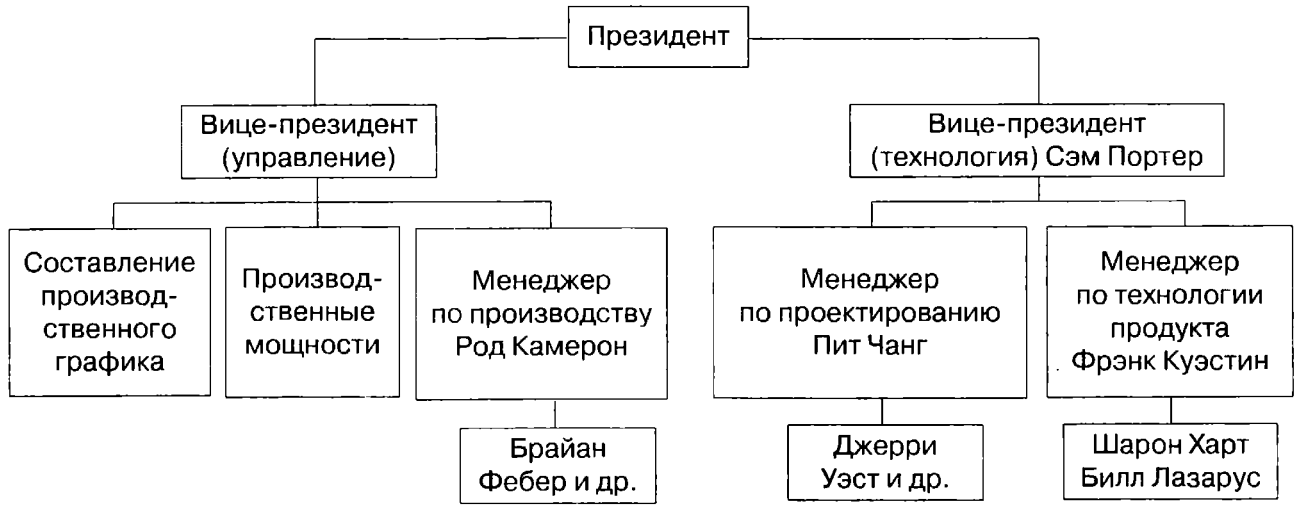 Президент
Вице-президент
(управление)
Вице-президент
(технология) Сэм Портер
Составление
производ-
ственного
графика
Производ-
ственные
мощности
Менеджер
по производству
Род Камерон
Менеджер
по проектированию
Пит Чанг
Менеджер
по технологии
продукта
Фрэнк Куэстин
Брайан
Фебер и др.
Джерри
Уэст и др.
Шарон Харт
Билл Лазарус